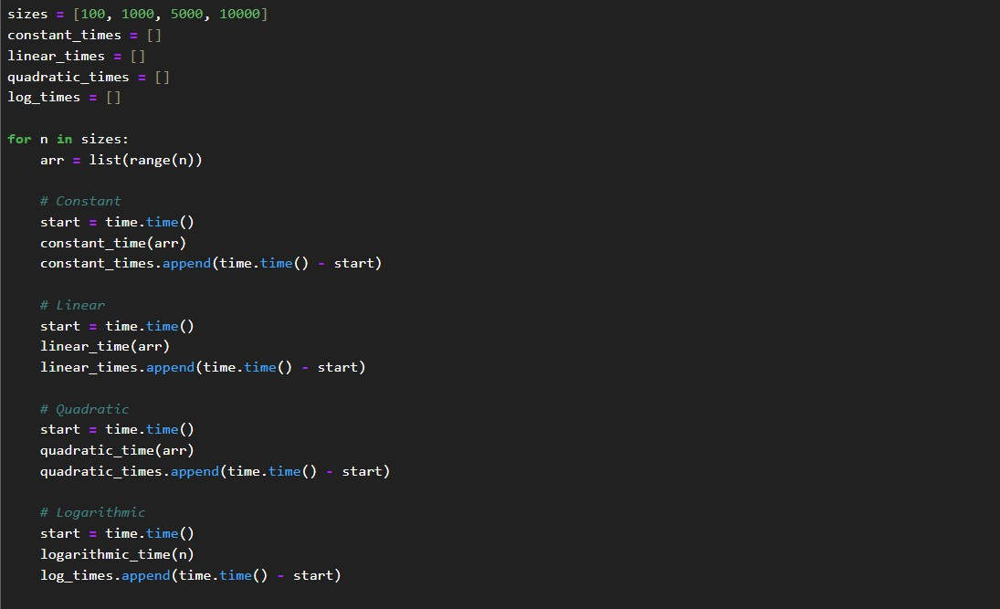 sizes = [100, 1000, 5000, 10000]
constant_times = []
linear_times = []
quadratic_times = []
log_times = []

for n in sizes:
    arr = list(range(n))

    # Constant
    start = time.time()
    constant_time(arr)
    constant_times.append(time.time() - start)

    # Linear
    start = time.time()
    linear_time(arr)
    linear_times.append(time.time() - start)

    # Quadratic
    start = time.time()
    quadratic_time(arr)
    quadratic_times.append(time.time() - start)

    # Logarithmic
    start = time.time()
    logarithmic_time(n)
    log_times.append(time.time() - start)